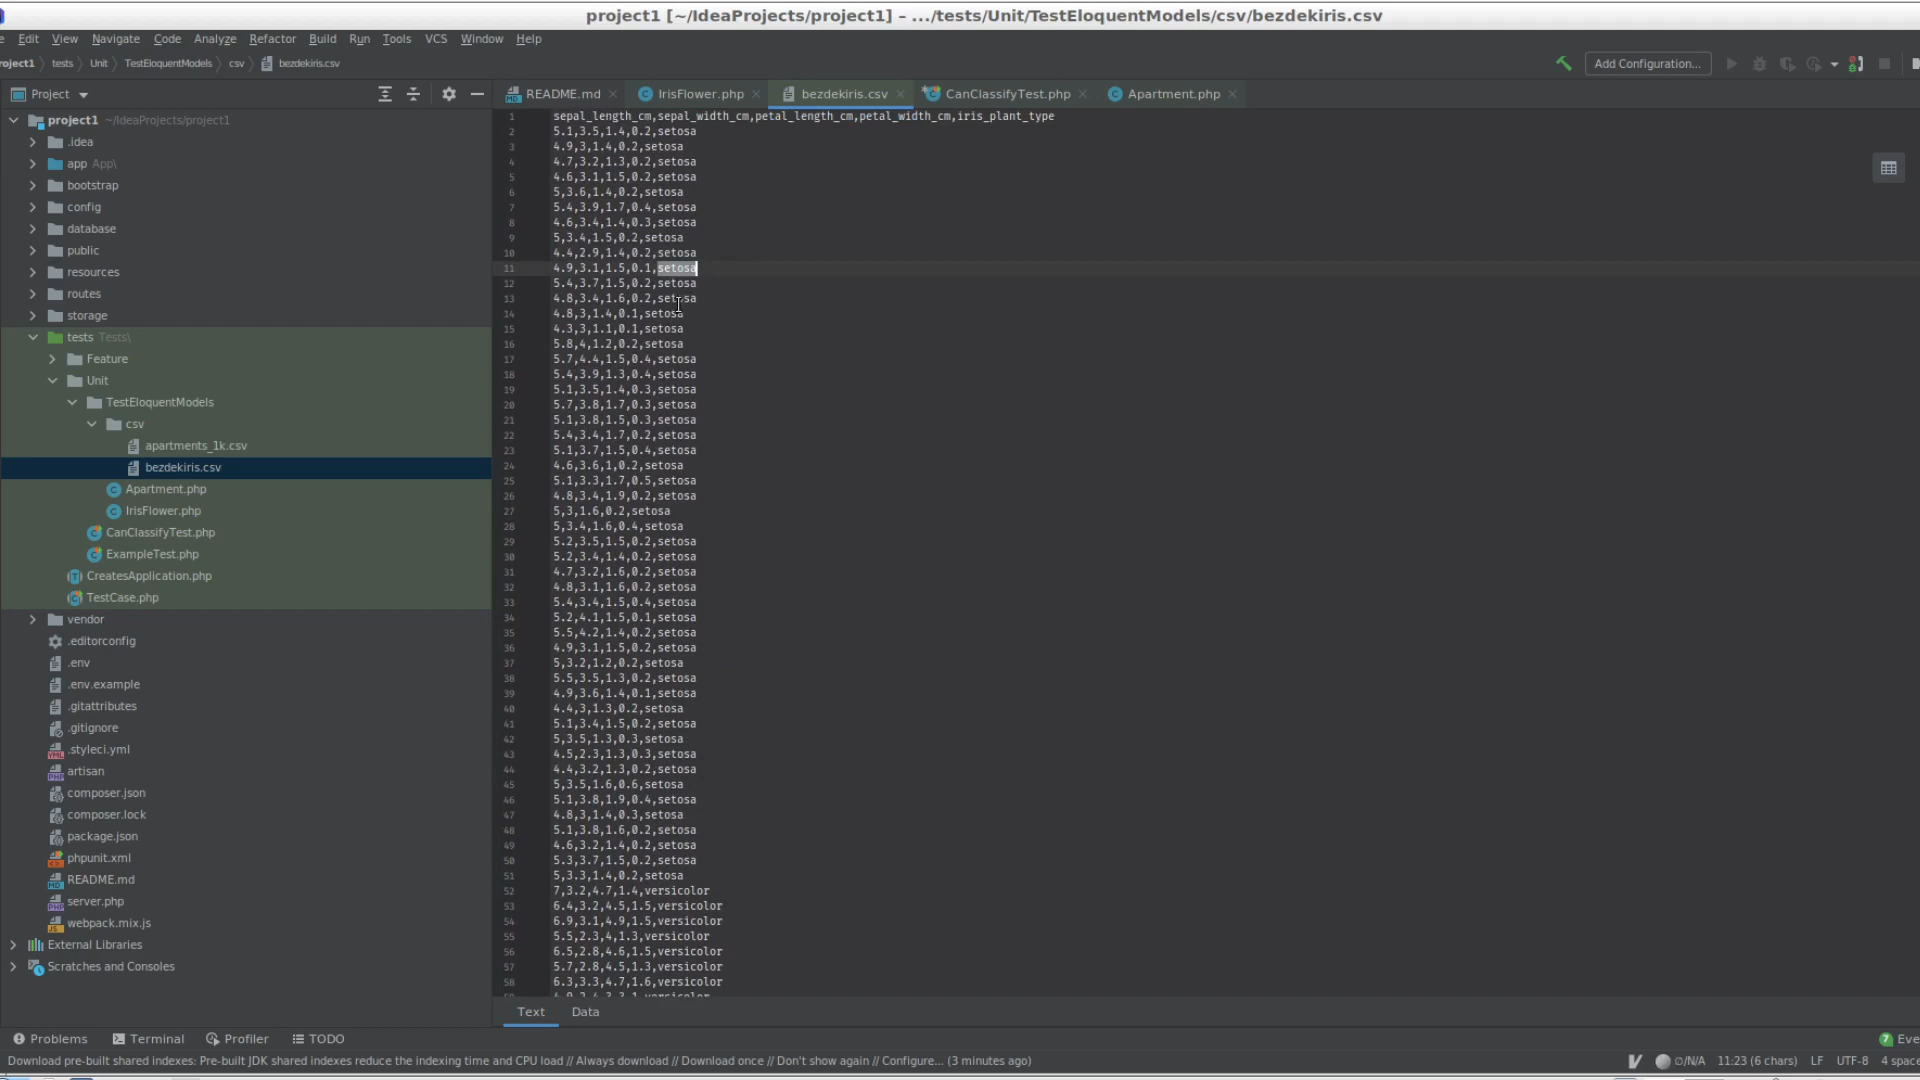 project1 [~/IdeaProjects/project1] – .../tests/Unit/TestEloquentModels/csv/bezdekiris.csv
e Edit View Navigate Code Analyze Refactor Build Run Tools VCS Window Help
roject1 tests Unit TestEloquentModels csv bezdekiris.csv
Add Configuration...
Project
README.md IrisFlower.php bezdekiris.csv CanClassifyTest.php Apartment.php
project1 ~/IdeaProjects/project1
.idea
app App\
bootstrap
config
database
public
resources
routes
storage
tests Tests\
Feature
Unit
TestEloquentModels
csv
apartments_1k.csv
bezdekiris.csv
Apartment.php
IrisFlower.php
CanClassifyTest.php
ExampleTest.php
CreatesApplication.php
TestCase.php
vendor
.editorconfig
.env
.env.example
.gitattributes
.gitignore
.styleci.yml
artisan
composer.json
composer.lock
package.json
phpunit.xml
README.md
server.php
webpack.mix.js
External Libraries
Scratches and Consoles
1 sepal_length_cm,sepal_width_cm,petal_length_cm,petal_width_cm,iris_plant_type
2 5.1,3.5,1.4,0.2,setosa
3 4.9,3,1.4,0.2,setosa
4 4.7,3.2,1.3,0.2,setosa
5 4.6,3.1,1.5,0.2,setosa
6 5,3.6,1.4,0.2,setosa
7 5.4,3.9,1.7,0.4,setosa
8 4.6,3.4,1.4,0.3,setosa
9 5,3.4,1.5,0.2,setosa
10 4.4,2.9,1.4,0.2,setosa
11 4.9,3.1,1.5,0.1,setosa
12 5.4,3.7,1.5,0.2,setosa
13 4.8,3.4,1.6,0.2,setosa
14 4.8,3,1.4,0.1,setosa
15 4.3,3,1.1,0.1,setosa
16 5.8,4,1.2,0.2,setosa
17 5.7,4.4,1.5,0.4,setosa
18 5.4,3.9,1.3,0.4,setosa
19 5.1,3.5,1.4,0.3,setosa
20 5.7,3.8,1.7,0.3,setosa
21 5.1,3.8,1.5,0.3,setosa
22 5.4,3.4,1.7,0.2,setosa
23 5.1,3.7,1.5,0.4,setosa
24 4.6,3.6,1,0.2,setosa
25 5.1,3.3,1.7,0.5,setosa
26 4.8,3.4,1.9,0.2,setosa
27 5,3,1.6,0.2,setosa
28 5,3.4,1.6,0.4,setosa
29 5.2,3.5,1.5,0.2,setosa
30 5.2,3.4,1.4,0.2,setosa
31 4.7,3.2,1.6,0.2,setosa
32 4.8,3.1,1.6,0.2,setosa
33 5.4,3.4,1.5,0.4,setosa
34 5.2,4.1,1.5,0.1,setosa
35 5.5,4.2,1.4,0.2,setosa
36 4.9,3.1,1.5,0.2,setosa
37 5,3.2,1.2,0.2,setosa
38 5.5,3.5,1.3,0.2,setosa
39 4.9,3.6,1.4,0.1,setosa
40 4.4,3,1.3,0.2,setosa
41 5.1,3.4,1.5,0.2,setosa
42 5,3.5,1.3,0.3,setosa
43 4.5,2.3,1.3,0.3,setosa
44 4.4,3.2,1.3,0.2,setosa
45 5,3.5,1.6,0.6,setosa
46 5.1,3.8,1.9,0.4,setosa
47 4.8,3,1.4,0.3,setosa
48 5.1,3.8,1.6,0.2,setosa
49 4.6,3.2,1.4,0.2,setosa
50 5.3,3.7,1.5,0.2,setosa
51 5,3.3,1.4,0.2,setosa
52 7,3.2,4.7,1.4,versicolor
53 6.4,3.2,4.5,1.5,versicolor
54 6.9,3.1,4.9,1.5,versicolor
55 5.5,2.3,4,1.3,versicolor
56 6.5,2.8,4.6,1.5,versicolor
57 5.7,2.8,4.5,1.3,versicolor
58 6.3,3.3,4.7,1.6,versicolor
Text Data
Problems Terminal Profiler TODO
7 Eve
Download pre-built shared indexes: Pre-built JDK shared indexes reduce the indexing time and CPU load // Always download // Download once // Don't show again // Configure... (3 minutes ago)
∅/N/A 11:23 (6 chars) LF UTF-8 4 space